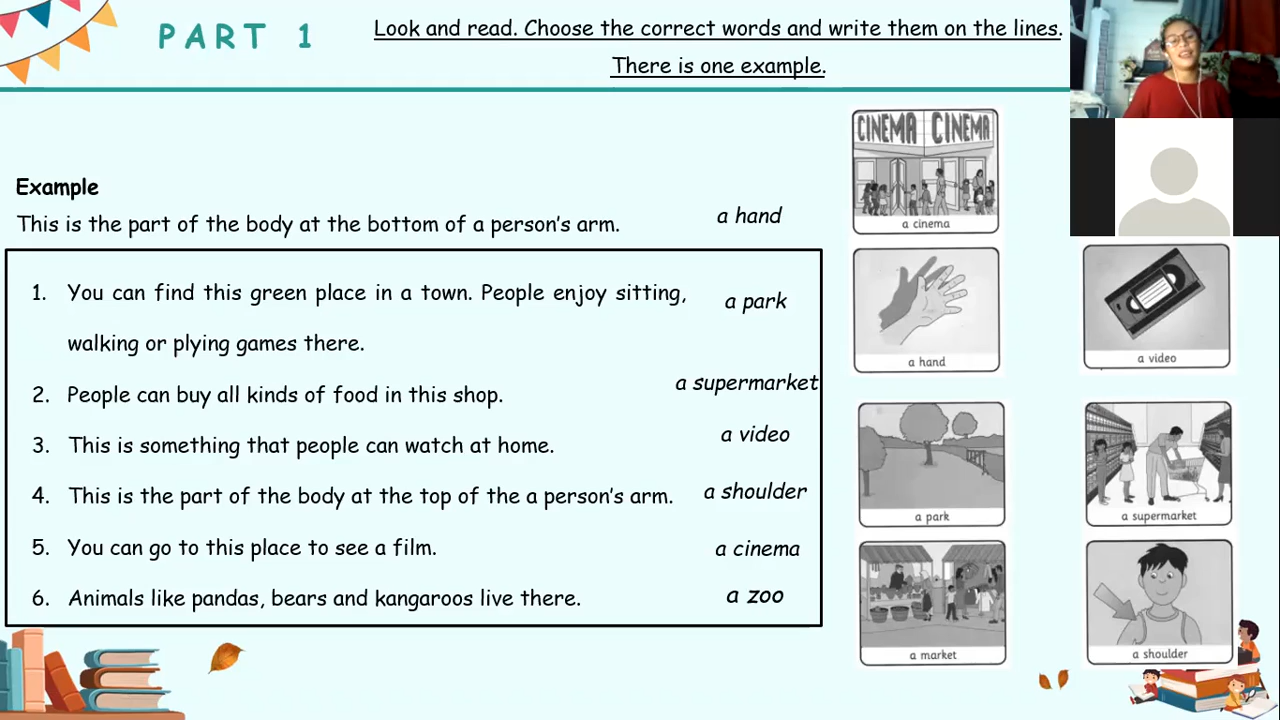 PART 1
Look and read. Choose the correct words and write them on the lines.
There is one example.
Example
This is the part of the body at the bottom of a person's arm.
a hand
1. You can find this green place in a town. People enjoy sitting,
walking or plying games there.
a park
2. People can buy all kinds of food in this shop.
a supermarket
3. This is something that people can watch at home.
a video
4. This is the part of the body at the top of the a person's arm.
a shoulder
5. You can go to this place to see a film.
a cinema
6. Animals like pandas, bears and kangaroos live there.
a zoo
CINEMA CINEMA
a cinema
a hand
a video
a park
a supermarket
a market
a shoulder